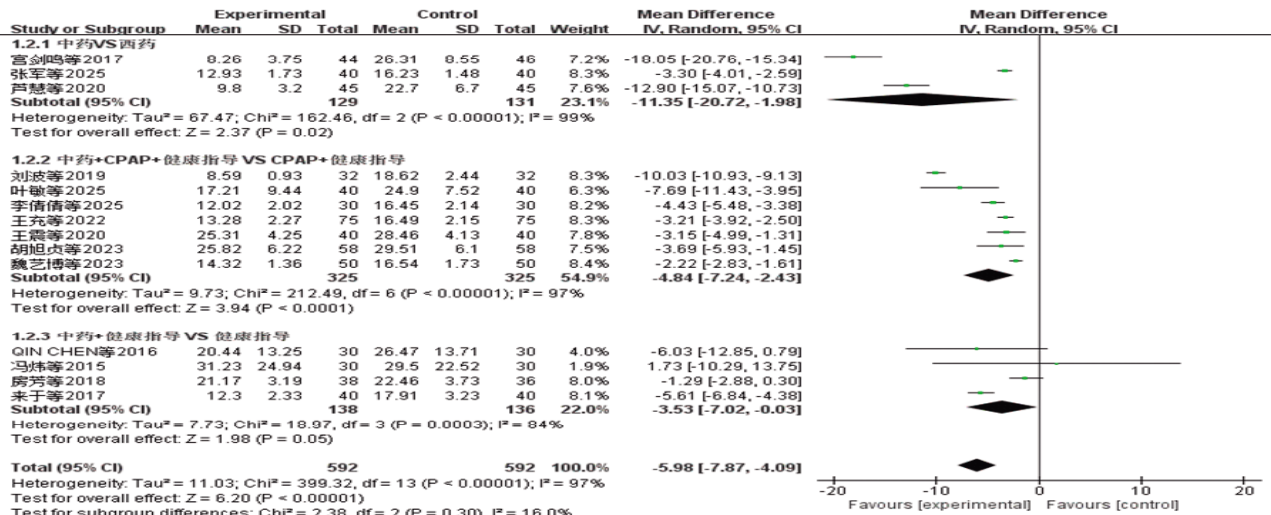 Experimental Control Mean Difference Mean Difference
Study or Subgroup Mean SD Total Mean SD Total Weight IV, Random, 95% CI IV, Random, 95% CI
1.2.1 中药VS西药
宫剑鸣等2017 8.26 3.75 44 26.31 8.55 46 7.2% -18.05 [-20.76, -15.34]
张军等2025 12.93 1.73 40 16.23 1.48 40 8.3% -3.30 [-4.01, -2.59]
芦慧等2020 9.8 3.2 45 22.7 6.7 45 7.6% -12.90 [-15.07, -10.73]
Subtotal (95% CI) 129 131 23.1% -11.35 [-20.72, -1.98]
Heterogeneity: Tau² = 67.47; Chi² = 162.46, df = 2 (P < 0.00001); I² = 99%
Test for overall effect: Z = 2.37 (P = 0.02)
1.2.2 中药+CPAP+健康指导 VS CPAP+健康指导
刘波等2019 8.59 0.93 32 18.62 2.44 32 8.3% -10.03 [-10.93, -9.13]
叶敏等2025 17.21 9.44 40 24.9 7.52 40 6.3% -7.69 [-11.43, -3.95]
李倩倩等2025 12.02 2.02 30 16.45 2.14 30 8.2% -4.43 [-5.48, -3.38]
王充等2022 13.28 2.27 75 16.49 2.15 75 8.3% -3.21 [-3.92, -2.50]
王震等2020 25.31 4.25 40 28.46 4.13 40 7.8% -3.15 [-4.99, -1.31]
胡旭贞等2023 25.82 6.22 58 29.51 6.1 58 7.5% -3.69 [-5.93, -1.45]
魏艺博等2023 14.32 1.36 50 16.54 1.73 50 8.4% -2.22 [-2.83, -1.61]
Subtotal (95% CI) 325 325 54.9% -4.84 [-7.24, -2.43]
Heterogeneity: Tau² = 9.73; Chi² = 212.49, df = 6 (P < 0.00001); I² = 97%
Test for overall effect: Z = 3.94 (P < 0.0001)
1.2.3 中药+健康指导 VS 健康指导
QIN CHEN等2016 20.44 13.25 30 26.47 13.71 30 4.0% -6.03 [-12.85, 0.79]
冯炜等2015 31.23 24.94 30 29.5 22.52 30 1.9% 1.73 [-10.29, 13.75]
房芳等2018 21.17 3.19 38 22.46 3.73 36 8.0% -1.29 [-2.88, 0.30]
来于等2017 12.3 2.33 40 17.91 3.23 40 8.1% -5.61 [-6.84, -4.38]
Subtotal (95% CI) 138 136 22.0% -3.53 [-7.02, -0.03]
Heterogeneity: Tau² = 7.73; Chi² = 18.97, df = 3 (P = 0.0003); I² = 84%
Test for overall effect: Z = 1.98 (P = 0.05)
Total (95% CI) 592 592 100.0% -5.98 [-7.87, -4.09]
Heterogeneity: Tau² = 11.03; Chi² = 399.32, df = 13 (P < 0.00001); I² = 97%
Test for overall effect: Z = 6.20 (P < 0.00001)
Test for subgroup differences: Chi² = 2.38, df = 2 (P = 0.30), I² = 16.0%
-20 -10 0 10 20
Favours [experimental] Favours [control]